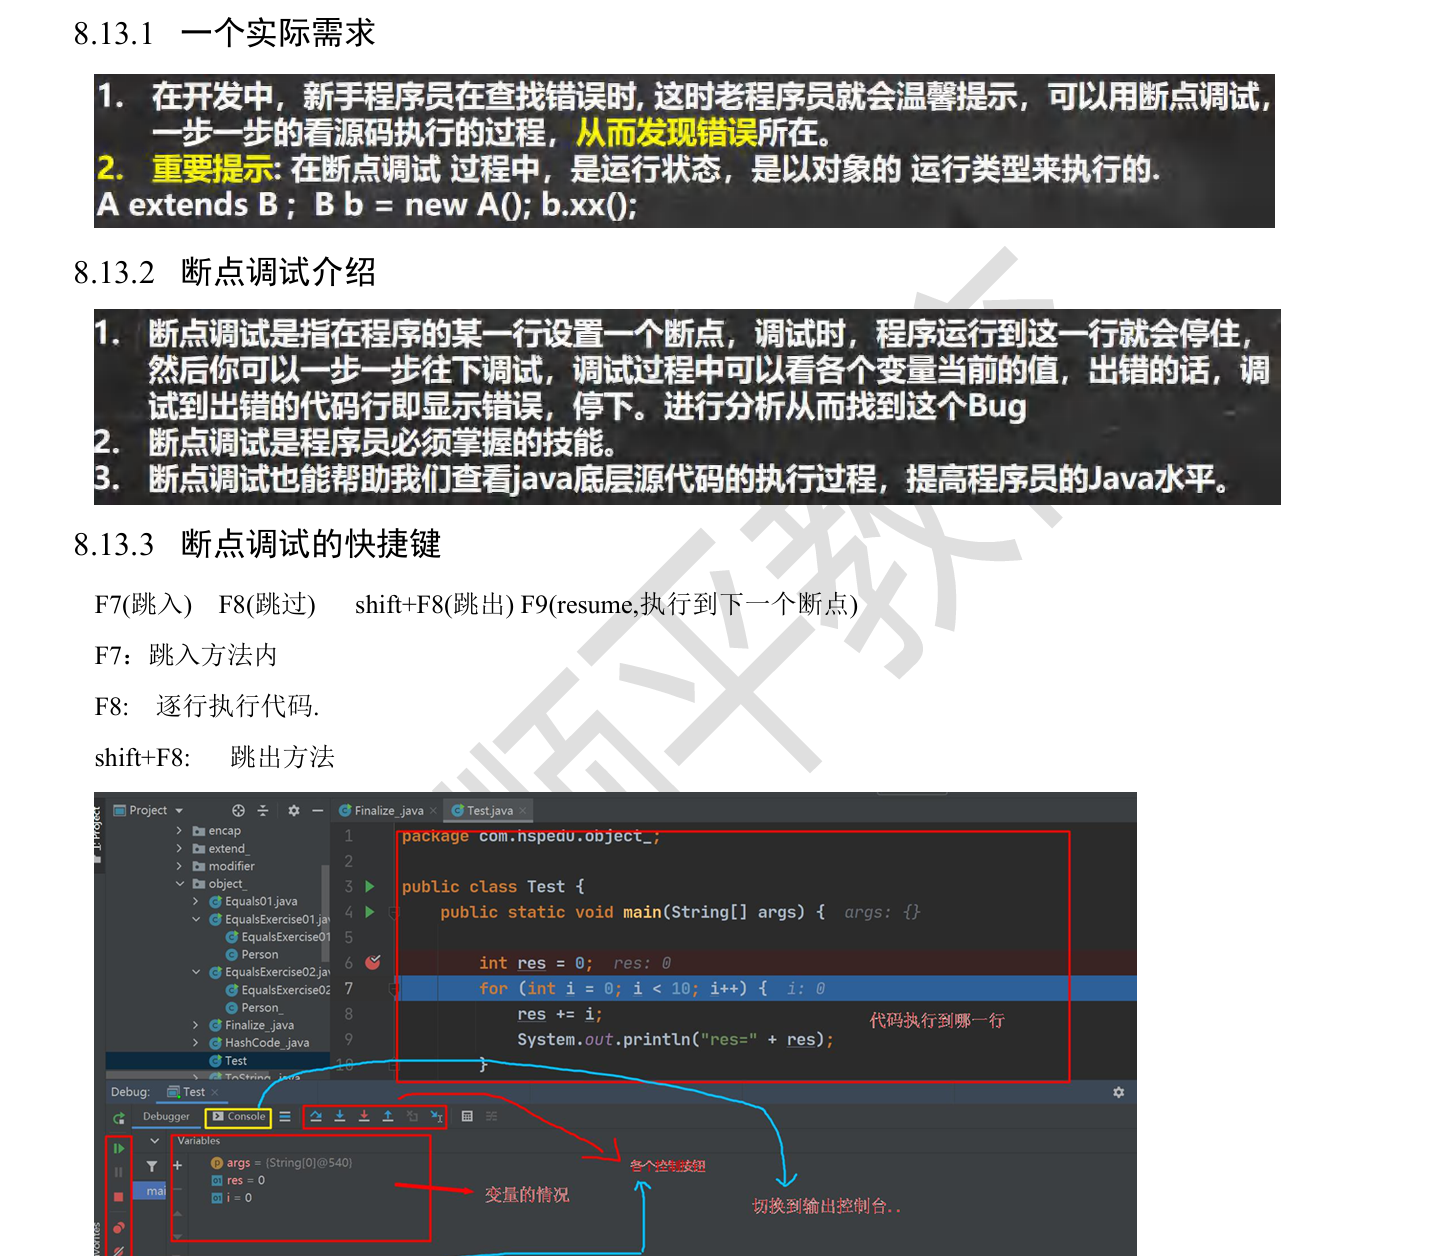 8.13.1 一个实际需求
1. 在开发中，新手程序员在查找错误时, 这时老程序员就会温馨提示，可以用断点调试，
一步一步的看源码执行的过程，从而发现错误所在。
2. 重要提示: 在断点调试 过程中，是运行状态，是以对象的 运行类型来执行的.
A extends B ; B b = new A(); b.xx();
8.13.2 断点调试介绍
1. 断点调试是指在程序的某一行设置一个断点，调试时，程序运行到这一行就会停住，
然后你可以一步一步往下调试，调试过程中可以看各个变量当前的值，出错的话，调
试到出错的代码行即显示错误，停下。进行分析从而找到这个Bug
2. 断点调试是程序员必须掌握的技能。
3. 断点调试也能帮助我们查看java底层源代码的执行过程，提高程序员的Java水平。
8.13.3 断点调试的快捷键
F7(跳入) F8(跳过) shift+F8(跳出) F9(resume,执行到下一个断点)
F7：跳入方法内
F8: 逐行执行代码.
shift+F8: 跳出方法
Project
Finalize_.java
Test.java
encap
extend_
modifier
object_
Equals01.java
EqualsExercise01.jav
EqualsExercise01
Person
EqualsExercise02.jav
EqualsExercise02
Person_
Finalize_.java
HashCode_.java
Test
ToString_.java
1: Project
1 package com.hspedu.object_;
2
3 public class Test {
4 public static void main(String[] args) { args: {}
5
6 int res = 0; res: 0
7 for (int i = 0; i < 10; i++) { i: 0
8 res += i;
9 System.out.println("res=" + res);
10 }
代码执行到哪一行
Debug: Test
Debugger Console
Variables
args = {String[0]@540}
res = 0
i = 0
mai
变量的情况
各个控制按钮
切换到输出控制台..
师平教